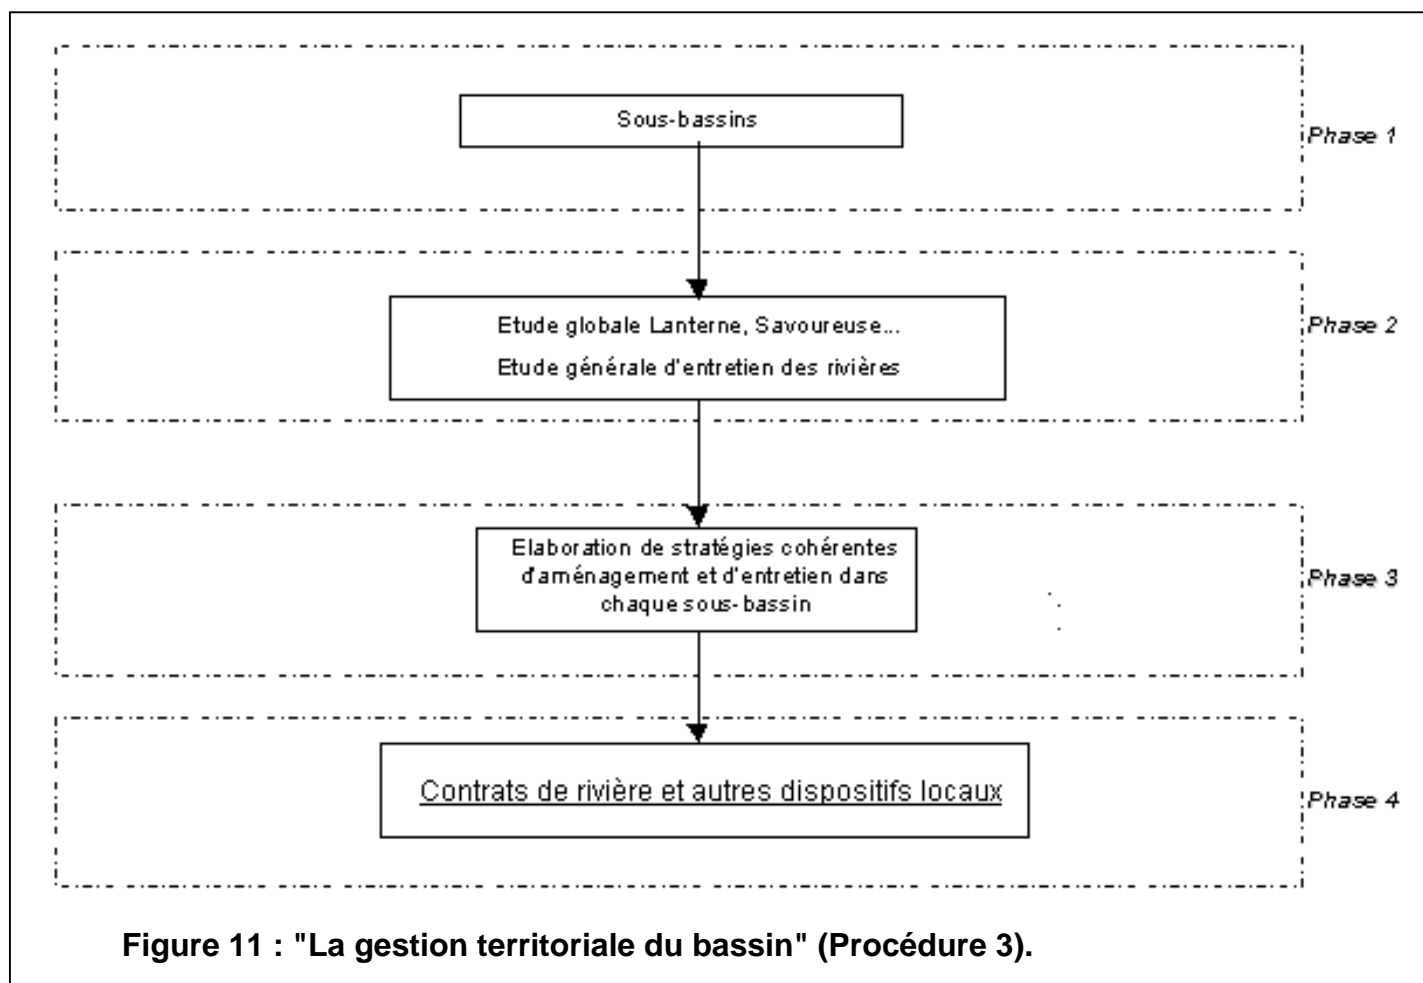 Sous-bassins
Phase 1
Etude globale Lanterne, Savoureuse...
Etude générale d'entretien des rivières
Phase 2
Elaboration de stratégies cohérentes
d'aménagement et d'entretien dans
chaque sous-bassin
Phase 3
Contrats de rivière et autres dispositifs locaux
Phase 4
Figure 11 : "La gestion territoriale du bassin" (Procédure 3).